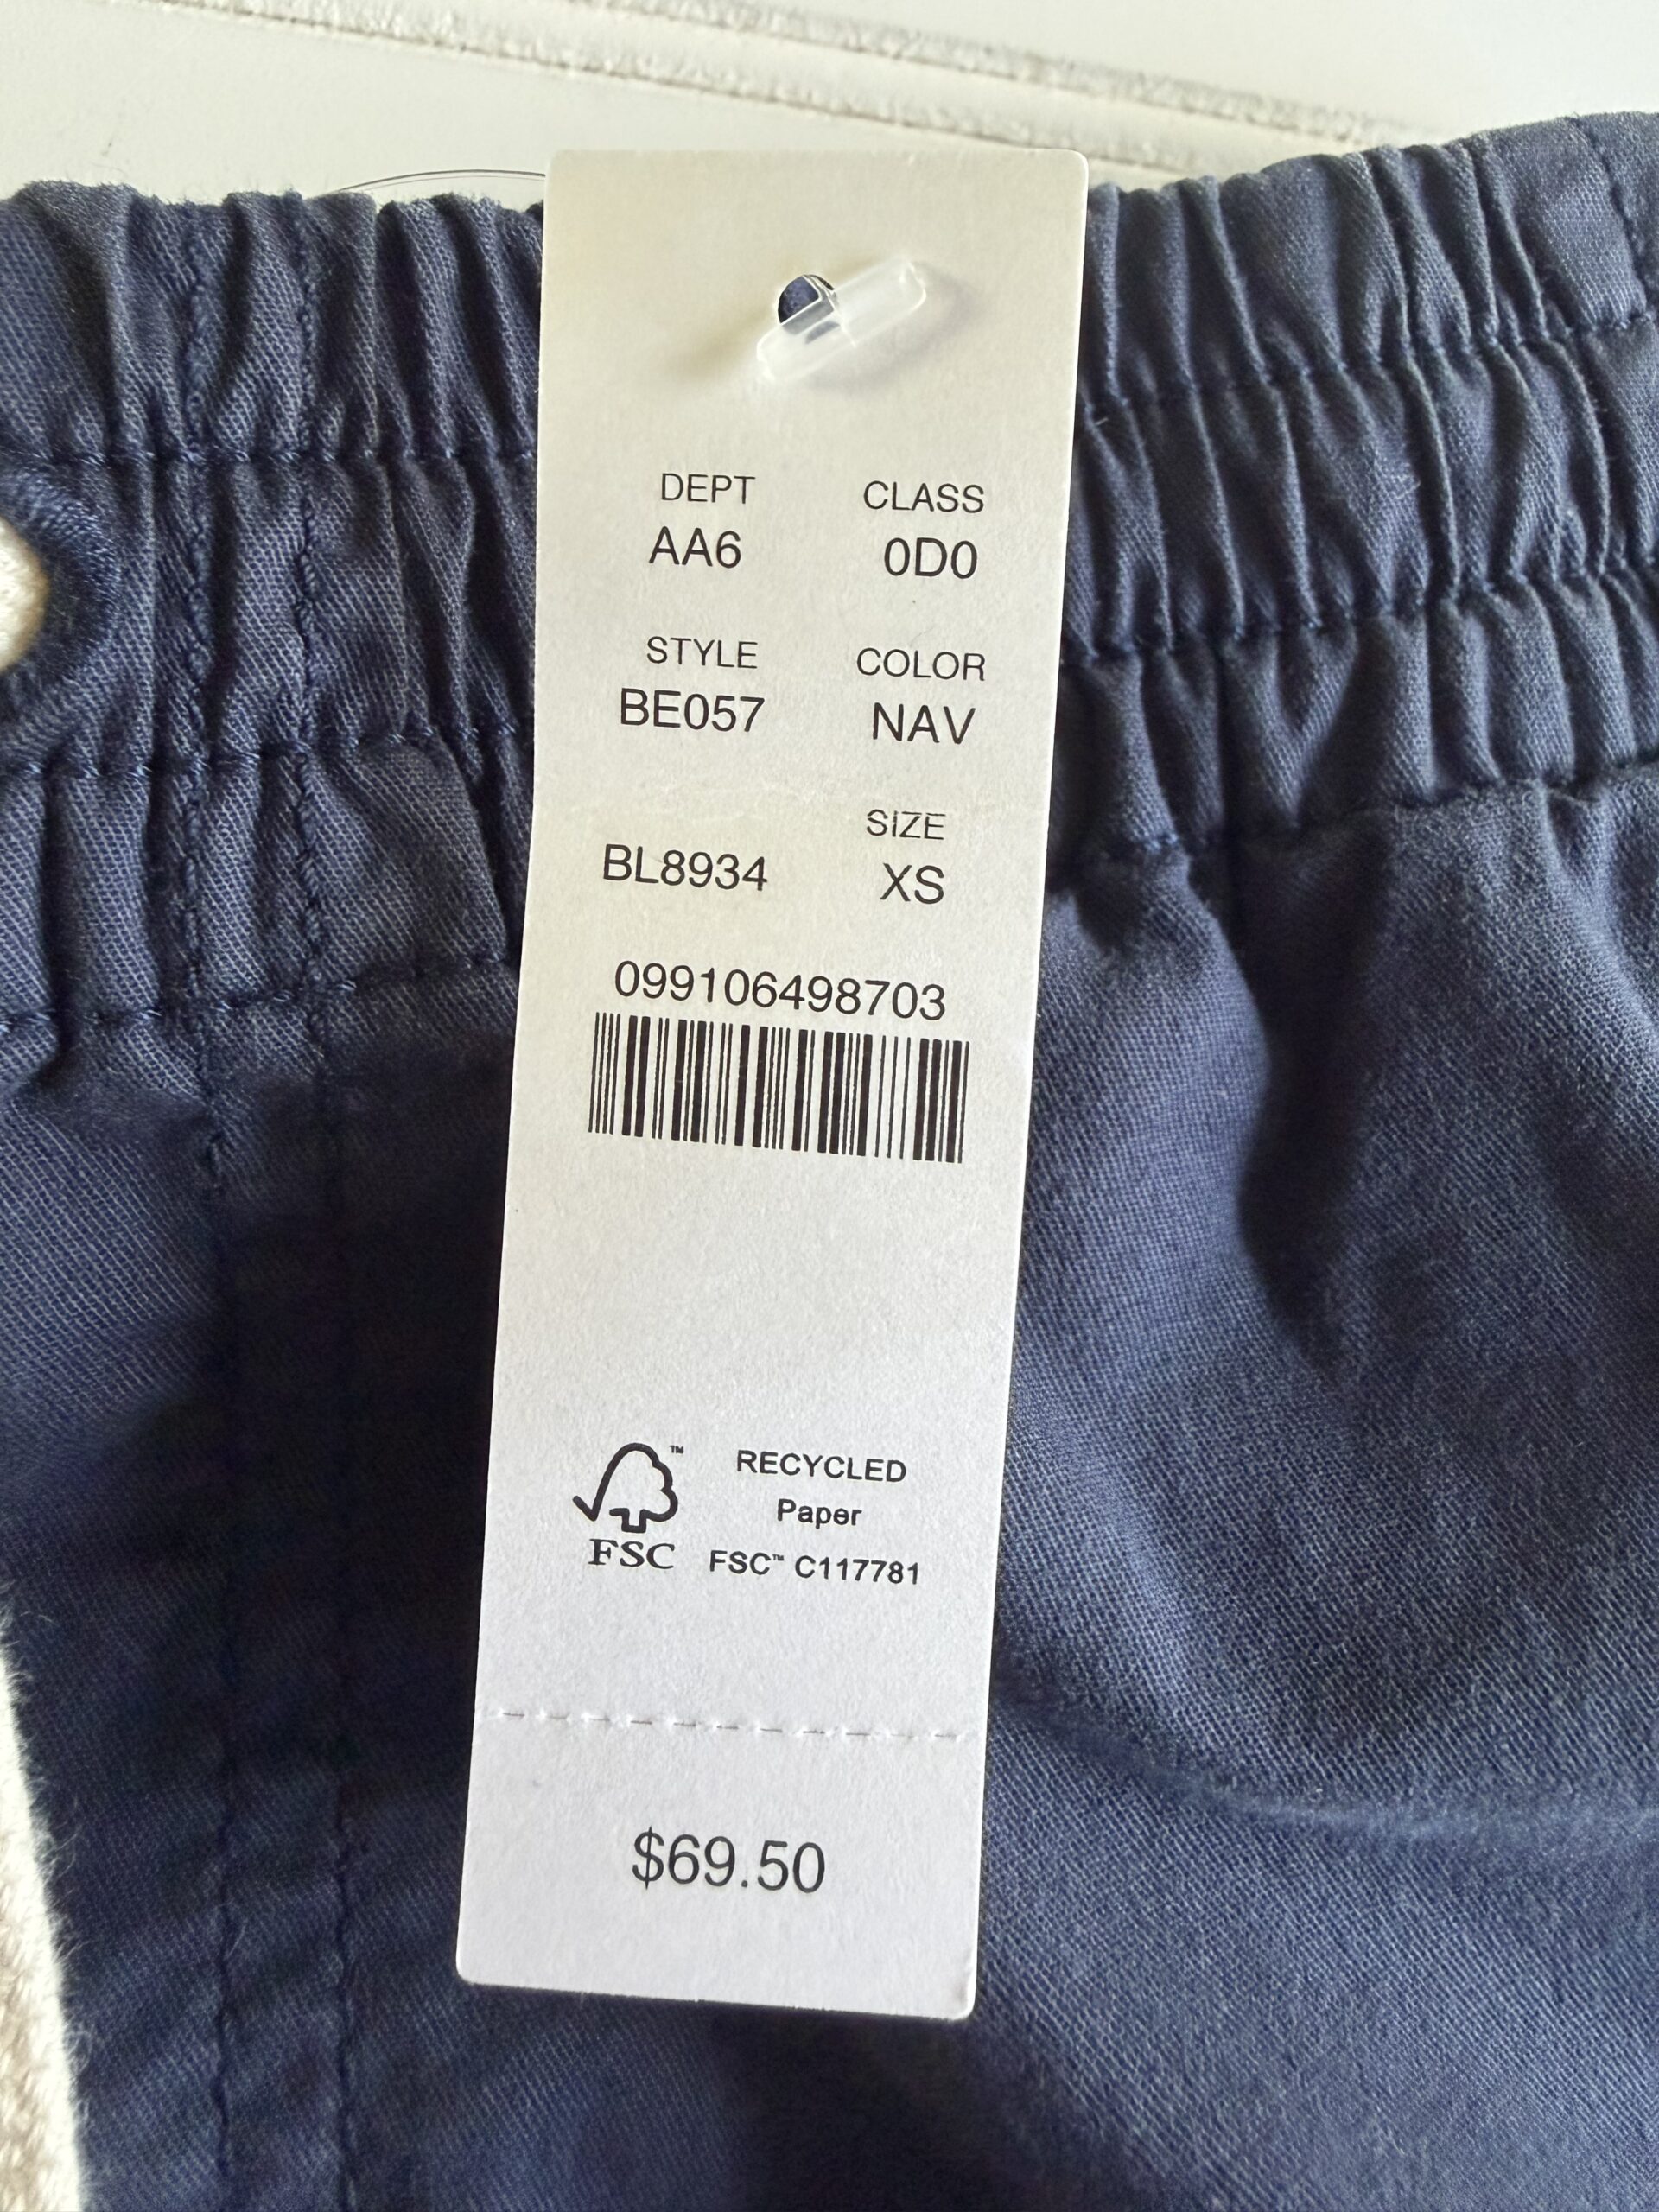 DEPT CLASS
AA6 0D0
STYLE COLOR
BE057 NAV
SIZE
BL8934 XS
099106498703
™ RECYCLED
Paper
FSC FSC™ C117781
$69.50